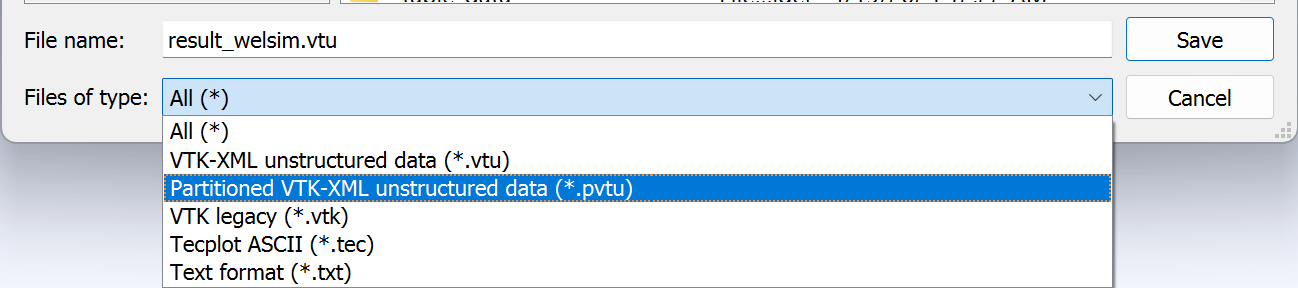 File name: result_welsim.vtu Save
Files of type: All (*) Cancel
All (*)
VTK-XML unstructured data (*.vtu)
Partitioned VTK-XML unstructured data (*.pvtu)
VTK legacy (*.vtk)
Tecplot ASCII (*.tec)
Text format (*.txt)